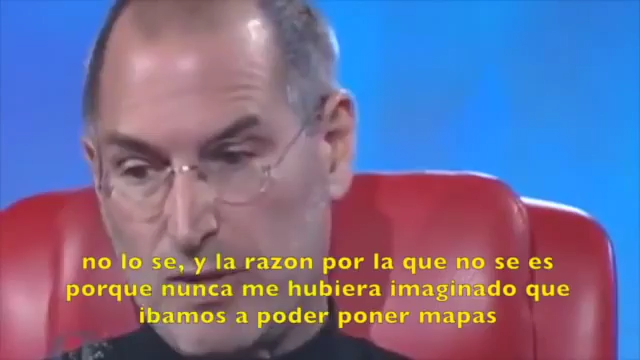 no lo se, y la razon por la que no se es
porque nunca me hubiera imaginado que
ibamos a poder poner mapas